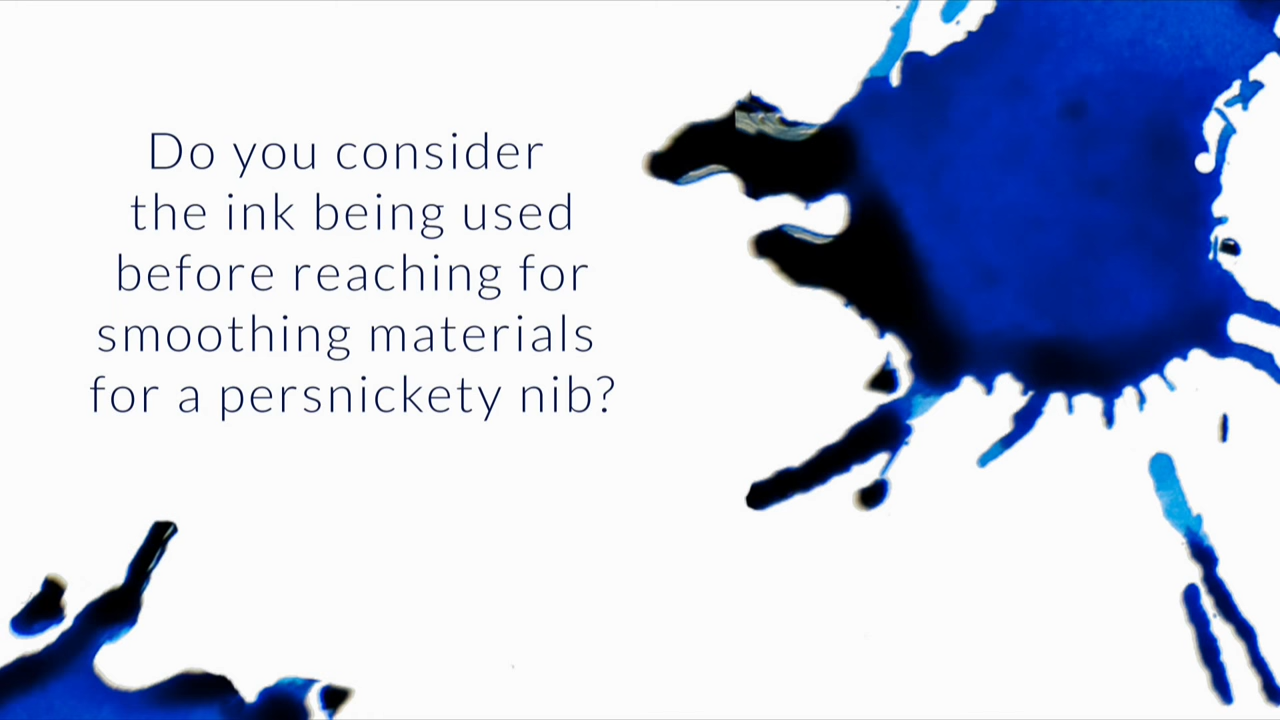 Do you consider
the ink being used
before reaching for
smoothing materials
for a persnickety nib?